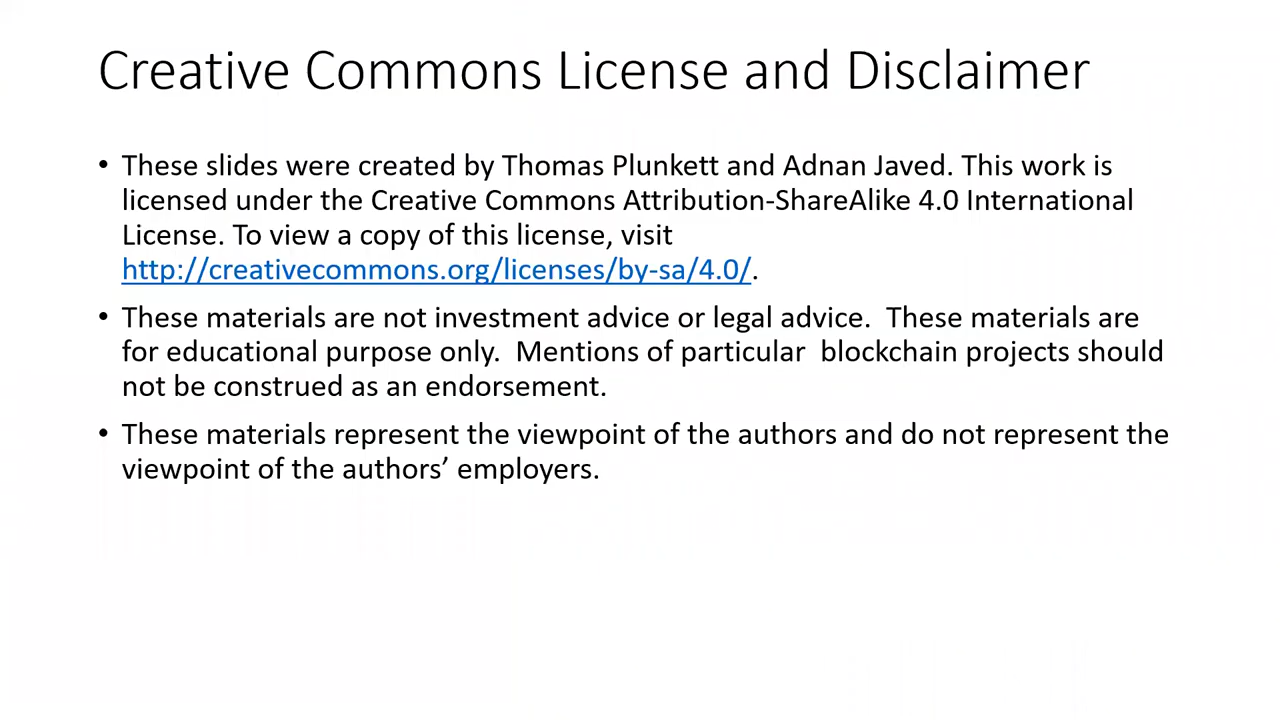 Creative Commons License and Disclaimer
• These slides were created by Thomas Plunkett and Adnan Javed. This work is
licensed under the Creative Commons Attribution-ShareAlike 4.0 International
License. To view a copy of this license, visit
http://creativecommons.org/licenses/by-sa/4.0/.
• These materials are not investment advice or legal advice.  These materials are
for educational purpose only.  Mentions of particular  blockchain projects should
not be construed as an endorsement.
• These materials represent the viewpoint of the authors and do not represent the
viewpoint of the authors’ employers.